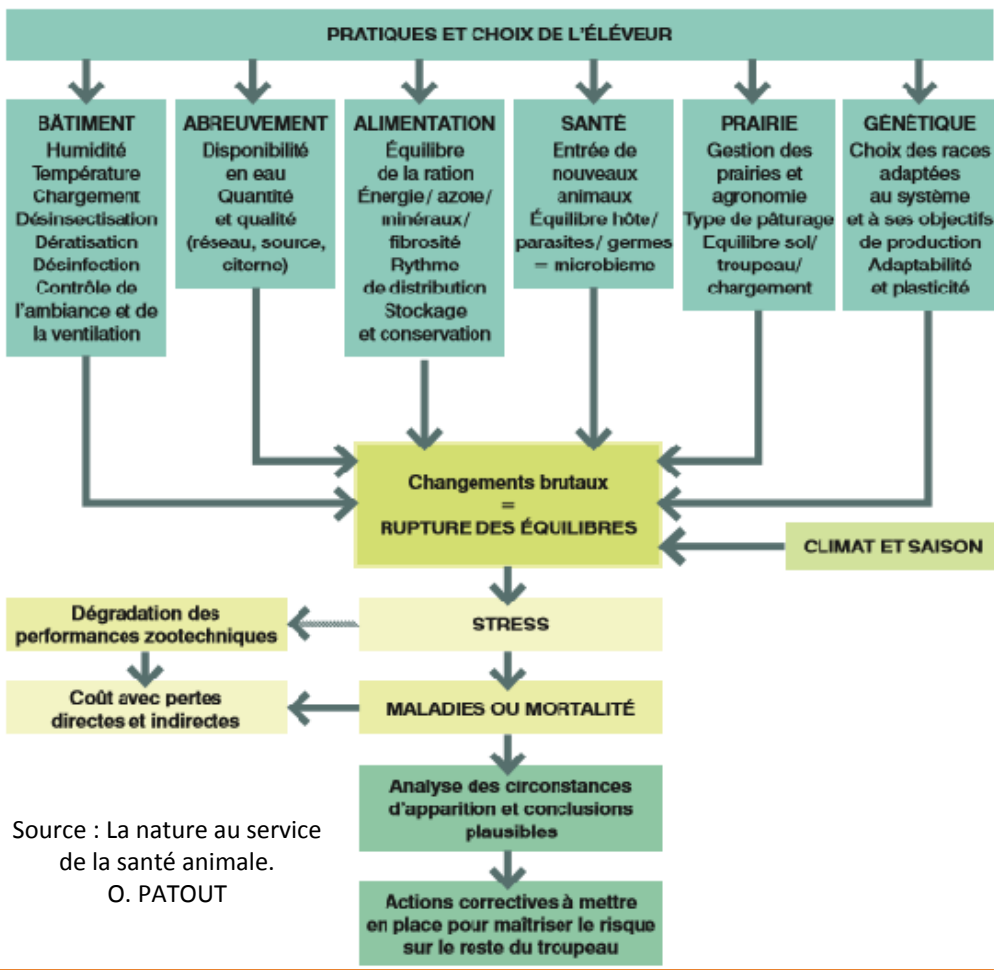 PRATIQUES ET CHOIX DE L'ÉLÉVEUR
BÂTIMENT
Humidité
Température
Chargement
Désinsectisation
Dératisation
Désinfection
Contrôle de
l'ambiance et de
la ventilation
ABREUVEMENT
Disponibilité
en eau
Quantité
et qualité
(réseau, source,
citerne)
ALIMENTATION
Équilibre
de la ration
Énergie/ azote/
minéraux/
fibrosité
Rythme
de distribution
Stockage
et conservation
SANTÉ
Entrée de
nouveaux
animaux
Équilibre hôte/
parasites/ germes
= microbisme
PRAIRIE
Gestion des
prairies et
agronomie
Type de pâturage
Equilibre sol/
troupeau/
chargement
GÉNÉTIQUE
Choix des races
adaptées
au système
et à ses objectifs
de production
Adaptabilité
et plasticité
Changements brutaux
=
RUPTURE DES ÉQUILIBRES
CLIMAT ET SAISON
Dégradation des
performances zootechniques
STRESS
Coût avec pertes
directes et indirectes
MALADIES OU MORTALITÉ
Analyse des circonstances
d'apparition et conclusions
plausibles
Source : La nature au service
de la santé animale.
O. PATOUT
Actions correctives à mettre
en place pour maîtriser le risque
sur le reste du troupeau